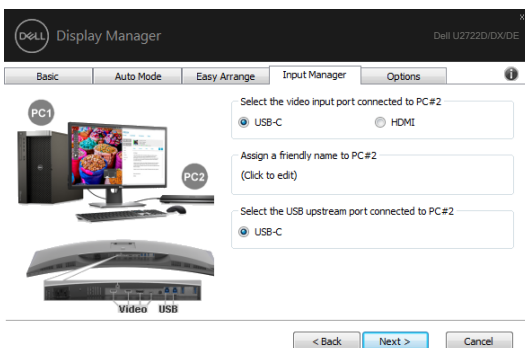 DELL Display Manager
Dell U2722D/DX/DE
Basic Auto Mode Easy Arrange Input Manager Options
PC1
PC2
Video USB
Select the video input port connected to PC#2
USB-C HDMI
Assign a friendly name to PC#2
(Click to edit)
Select the USB upstream port connected to PC#2
USB-C
< Back Next > Cancel